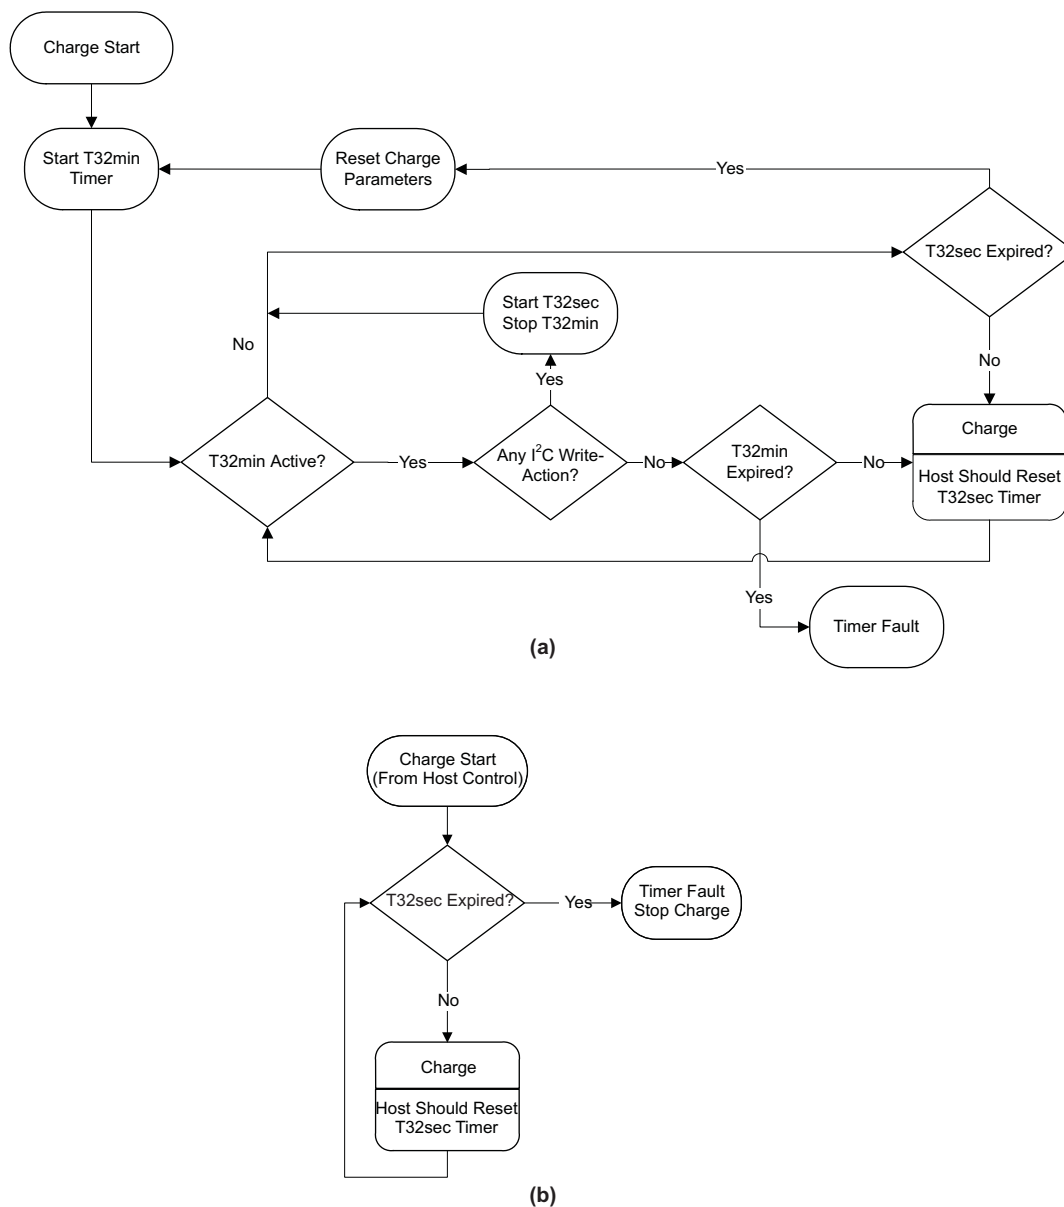 Charge Start
Start T32min
Timer
Reset Charge
Parameters
Yes
T32sec Expired?
Start T32sec
Stop T32min
No
Yes
No
T32min Active?
Yes
Any I²C Write-
Action?
No
T32min
Expired?
No
Charge
Host Should Reset
T32sec Timer
Yes
Timer Fault
(a)
Charge Start
(From Host Control)
T32sec Expired?
Yes
Timer Fault
Stop Charge
No
Charge
Host Should Reset
T32sec Timer
(b)